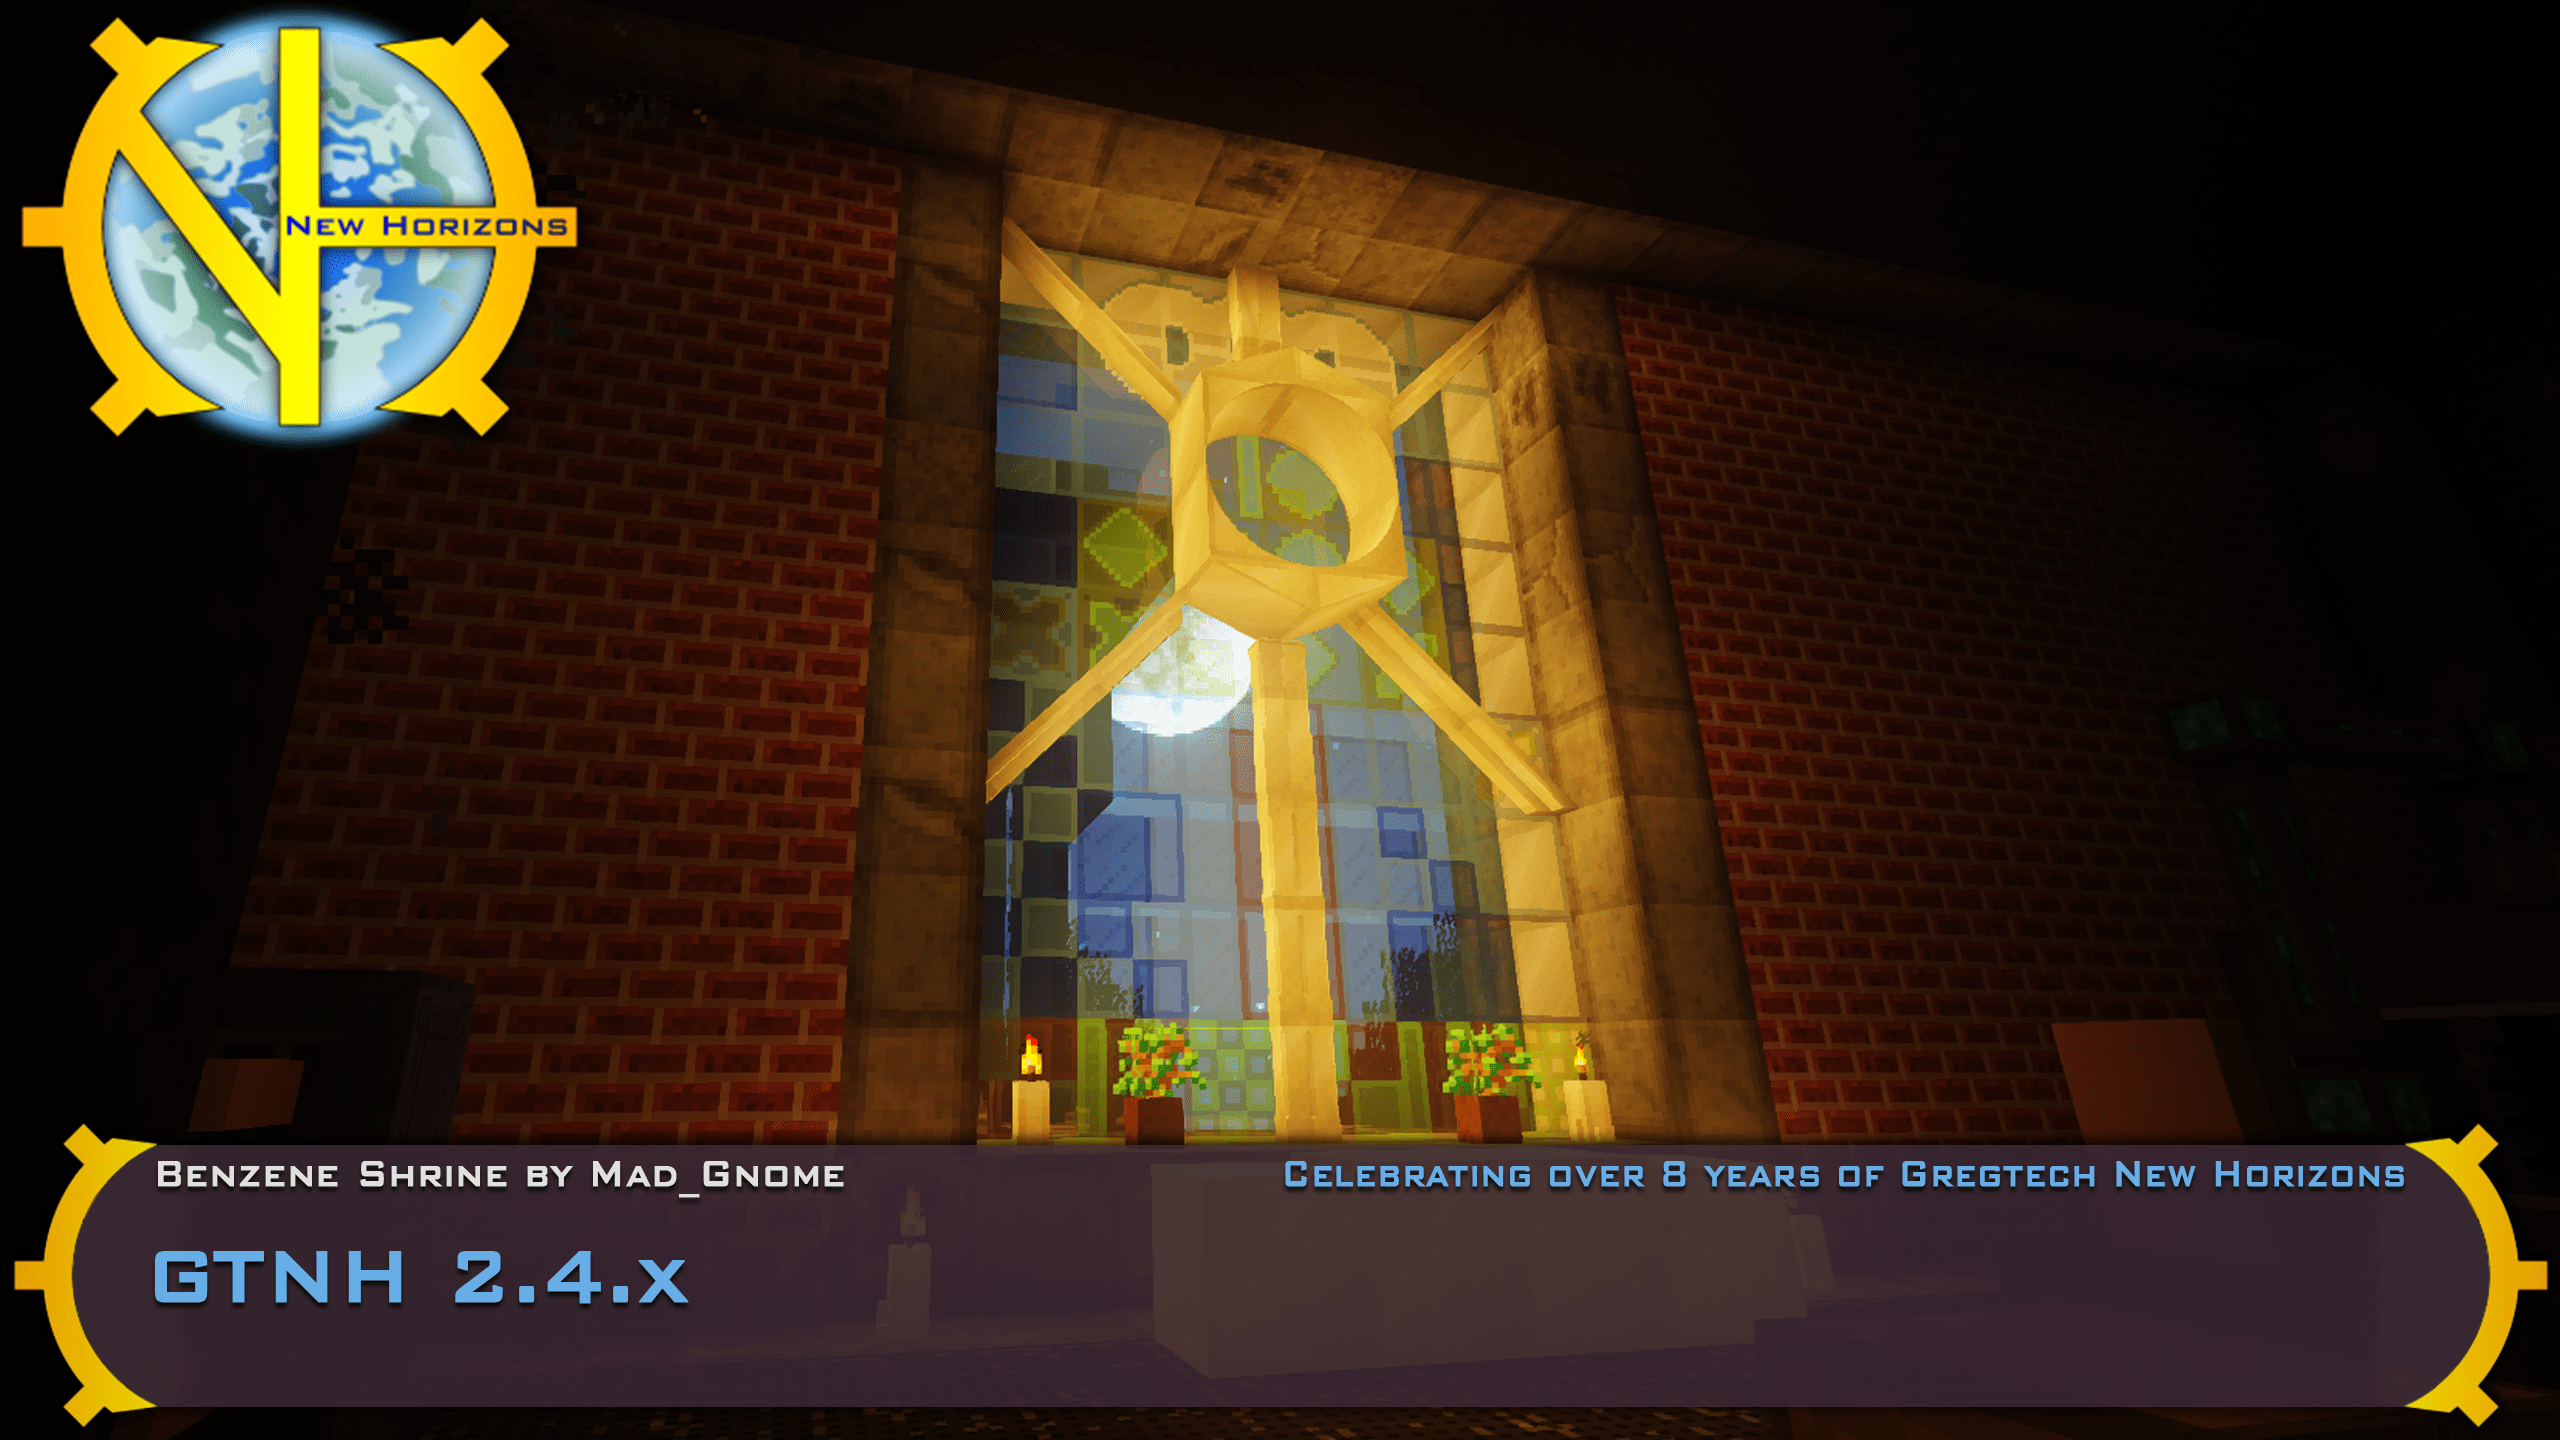 New Horizons
Benzene Shrine by Mad_Gnome
Celebrating over 8 years of Gregtech New Horizons
GTNH 2.4.x